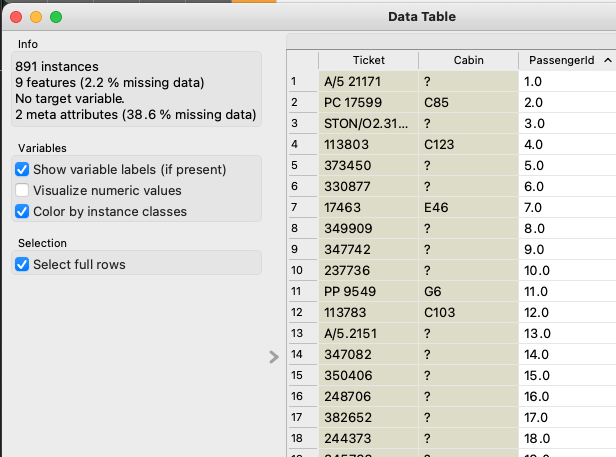 Data Table
Info
891 instances
9 features (2.2 % missing data)
No target variable.
2 meta attributes (38.6 % missing data)
Variables
Show variable labels (if present)
Visualize numeric values
Color by instance classes
Selection
Select full rows
Ticket Cabin PassengerId
1 A/5 21171 ? 1.0
2 PC 17599 C85 2.0
3 STON/O2.31... ? 3.0
4 113803 C123 4.0
5 373450 ? 5.0
6 330877 ? 6.0
7 17463 E46 7.0
8 349909 ? 8.0
9 347742 ? 9.0
10 237736 ? 10.0
11 PP 9549 G6 11.0
12 113783 C103 12.0
13 A/5.2151 ? 13.0
14 347082 ? 14.0
15 350406 ? 15.0
16 248706 ? 16.0
17 382652 ? 17.0
18 244373 ? 18.0